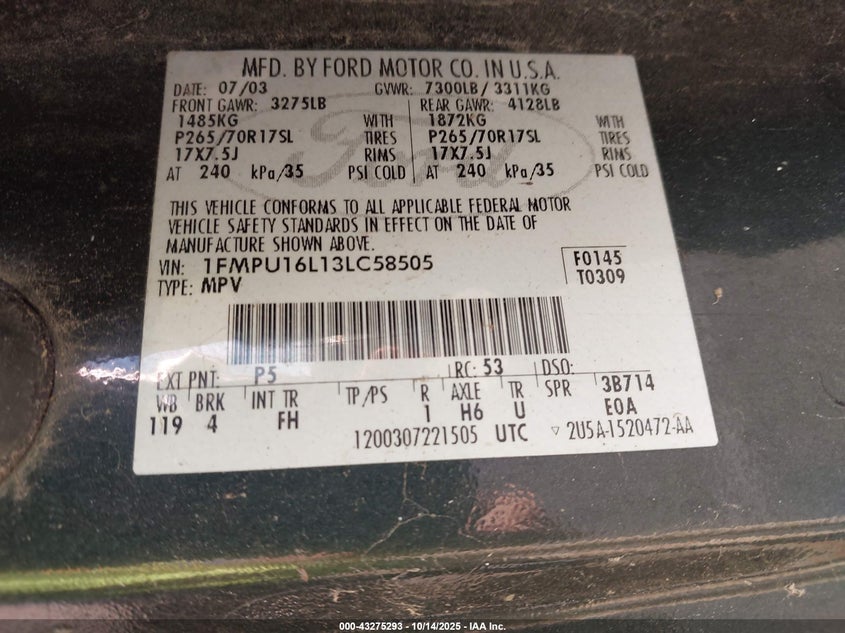 MFD. BY FORD MOTOR CO. IN U.S.A.
DATE: 07/03 GVWR: 7300LB/ 3311KG
FRONT GAWR: 3275LB REAR GAWR: 4128LB
1485KG WITH 1872KG WITH
P265/70R17SL TIRES P265/70R17SL TIRES
17X7.5J RIMS 17X7.5J RIMS
AT 240 kPa/35 PSI COLD AT 240 kPa/35 PSI COLD
Ford
THIS VEHICLE CONFORMS TO ALL APPLICABLE FEDERAL MOTOR
VEHICLE SAFETY STANDARDS IN EFFECT ON THE DATE OF
MANUFACTURE SHOWN ABOVE.
VIN: 1FMPU16L13LC58505 F0145
TYPE: MPV T0309
EXT PNT: P5 RC: 53 DSO:
WB BRK INT TR TP/PS R AXLE TR SPR 3B714
119 4 FH 1 H6 U E0A
1200307221505 UTC ▽ 2U5A-1520472-AA
000-43275293 - 10/14/2025 - IAA Inc.